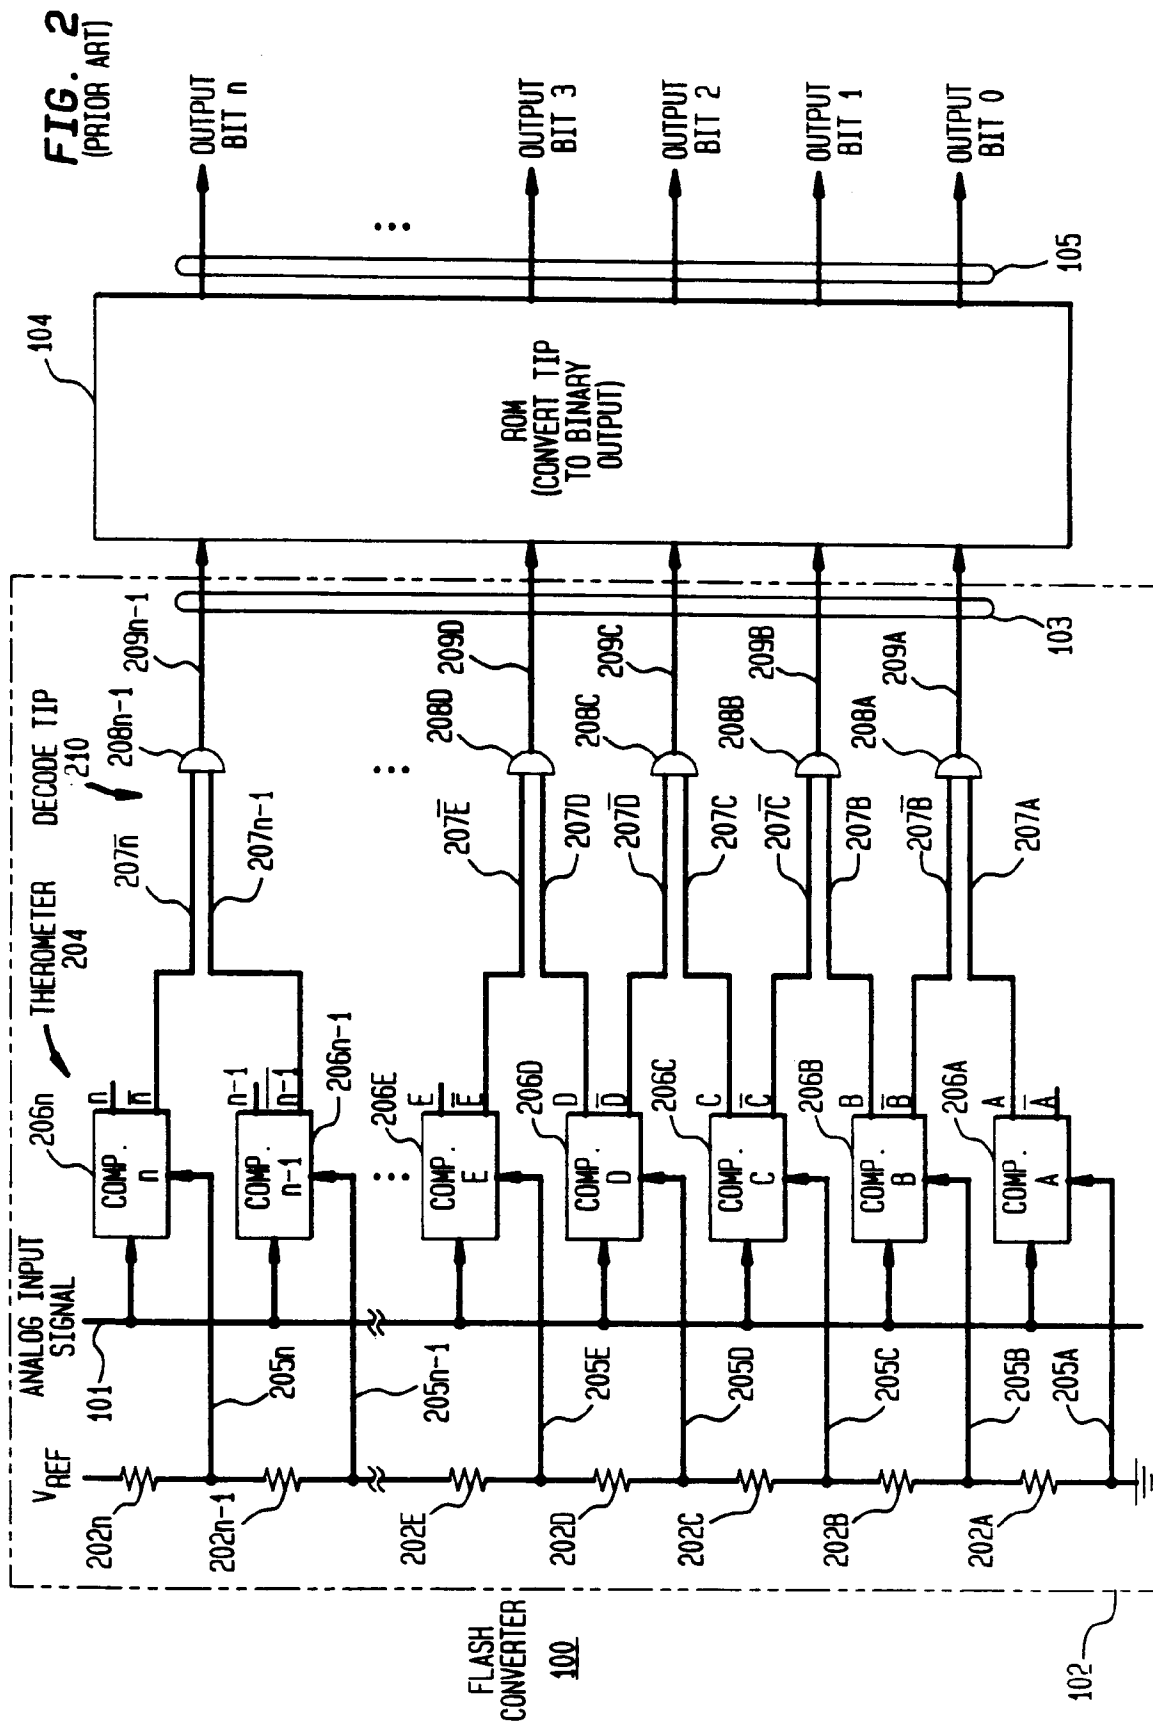 FIG. 2
(PRIOR ART)
FLASH
CONVERTER
100
102
VREF
ANALOG INPUT
SIGNAL
101
THEROMETER
204
DECODE TIP
210
104
ROM
(CONVERT TIP
TO BINARY
OUTPUT)
103
105
202n
202n-1
202E
202D
202C
202B
202A
205n
205n-1
205E
205D
205C
205B
205A
206n
COMP.
n
n
n̅
COMP.
n-1
n-1
n̅-̅1̅
206n-1
...
206E
COMP.
E
E
E̅
206D
COMP.
D
D
D̅
206C
COMP.
C
C
C̅
206B
COMP.
B
B
B̅
206A
COMP.
A
A
A̅
207n̅
207n-1
207E̅
207D
207D̅
207C
207C̅
207B
207B̅
207A
208n-1
...
208D
208C
208B
208A
209n-1
209D
209C
209B
209A
OUTPUT
BIT n
...
OUTPUT
BIT 3
OUTPUT
BIT 2
OUTPUT
BIT 1
OUTPUT
BIT 0